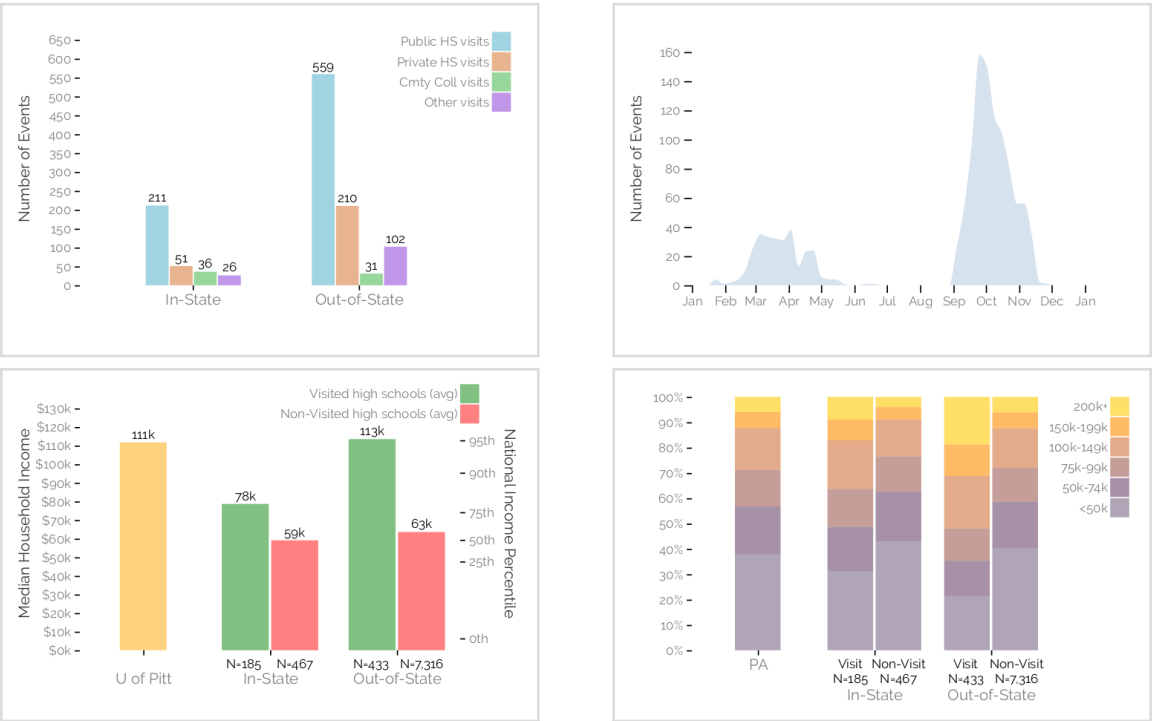 Number of Events
650
600
550
500
450
400
350
300
250
200
150
100
50
0
Public HS visits
Private HS visits
Cmty Coll visits
Other visits
211
51
36
26
559
210
31
102
In-State
Out-of-State
Number of Events
160
140
120
100
80
60
40
20
0
Jan Feb Mar Apr May Jun Jul Aug Sep Oct Nov Dec Jan
Median Household Income
$130k
$120k
$110k
$100k
$90k
$80k
$70k
$60k
$50k
$40k
$30k
$20k
$10k
$0k
Visited high schools (avg)
Non-Visited high schools (avg)
111k
78k
59k
113k
63k
95th
90th
75th
50th
25th
0th
National Income Percentile
N=185 N=467 N=433 N=7,316
U of Pitt In-State Out-of-State
100%
90%
80%
70%
60%
50%
40%
30%
20%
10%
0%
200k+
150k-199k
100k-149k
75k-99k
50k-74k
<50k
PA Visit Non-Visit Visit Non-Visit
N=185 N=467 N=433 N=7,316
In-State Out-of-State